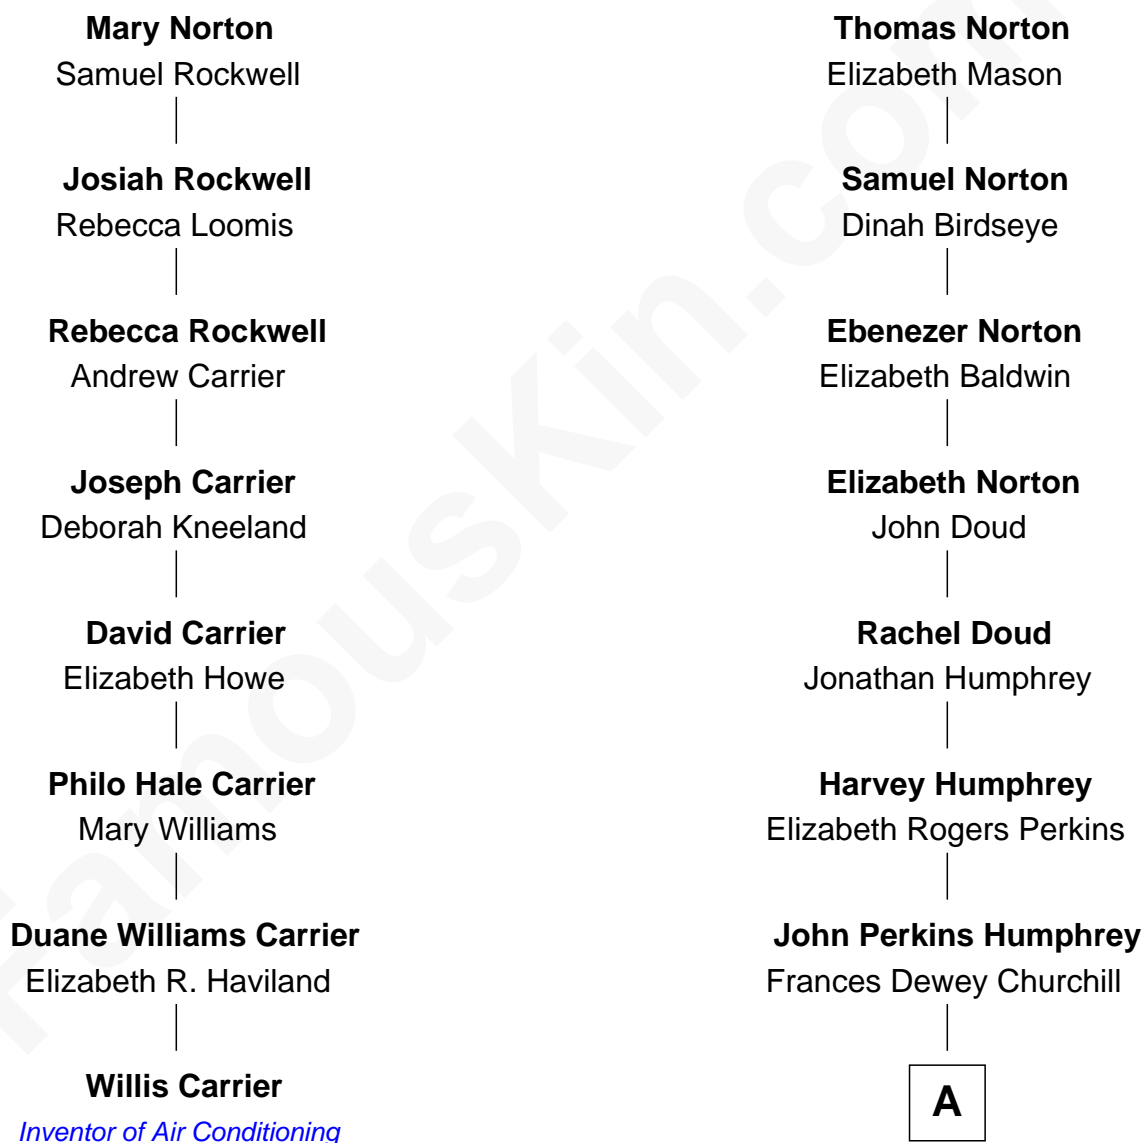 Mary Norton
Samuel Rockwell
Josiah Rockwell
Rebecca Loomis
Rebecca Rockwell
Andrew Carrier
Joseph Carrier
Deborah Kneeland
David Carrier
Elizabeth Howe
Philo Hale Carrier
Mary Williams
Duane Williams Carrier
Elizabeth R. Haviland
Willis Carrier
Inventor of Air Conditioning
Thomas Norton
Elizabeth Mason
Samuel Norton
Dinah Birdseye
Ebenezer Norton
Elizabeth Baldwin
Elizabeth Norton
John Doud
Rachel Doud
Jonathan Humphrey
Harvey Humphrey
Elizabeth Rogers Perkins
John Perkins Humphrey
Frances Dewey Churchill
A
FamousKin.com